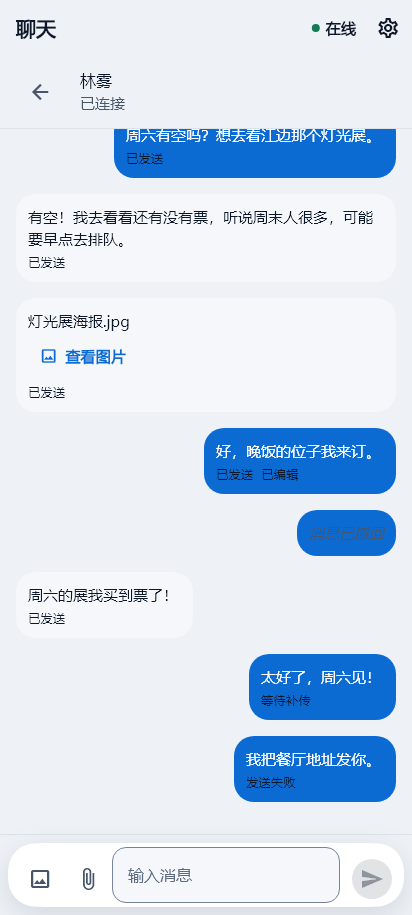 聊天
在线
林雾
已连接
周六有空吗？想去看江边那个灯光展。
已发送
有空！我去看看还有没有票，听说周末人很多，可能
要早点去排队。
已发送
灯光展海报.jpg
查看图片
已发送
好，晚饭的位子我来订。
已发送 已编辑
周六的展我买到票了！
已发送
太好了，周六见！
等待补传
我把餐厅地址发你。
发送失败
输入消息